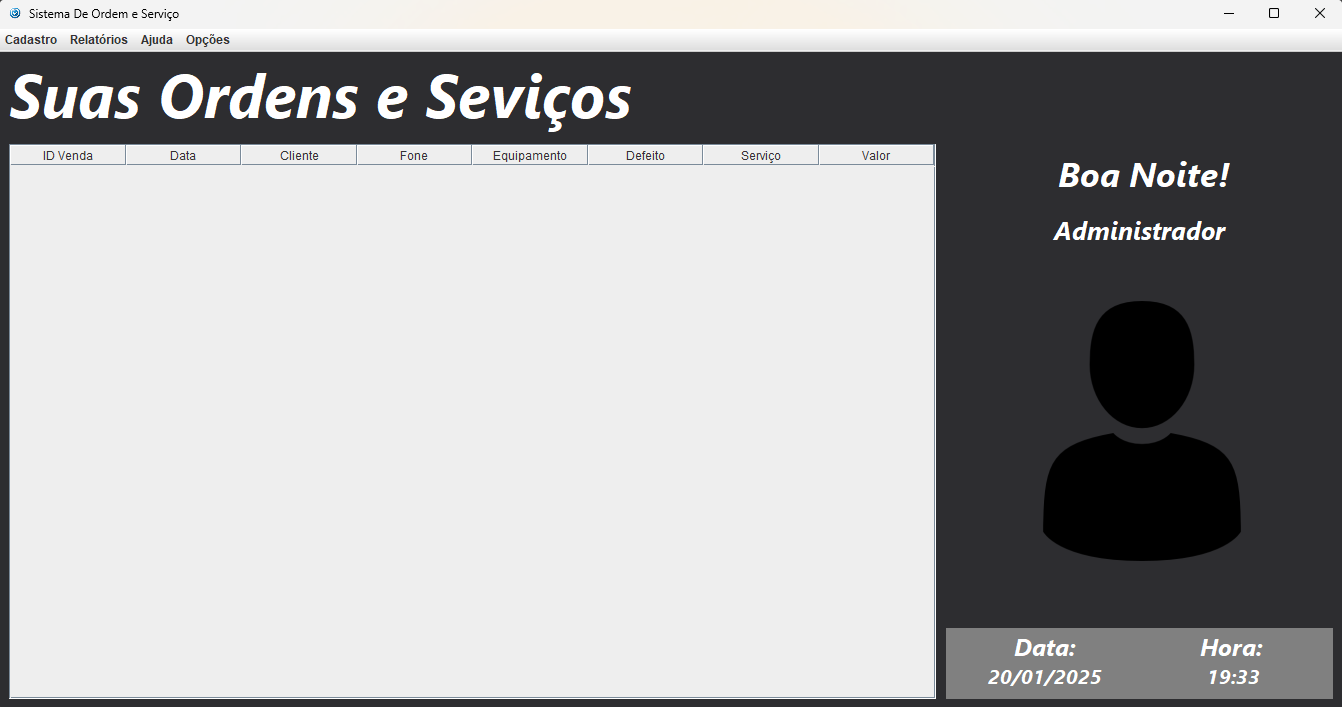 Sistema De Ordem e Serviço
Cadastro Relatórios Ajuda Opções
Suas Ordens e Seviços
ID Venda Data Cliente Fone Equipamento Defeito Serviço Valor
Boa Noite!
Administrador
Data: Hora:
20/01/2025 19:33